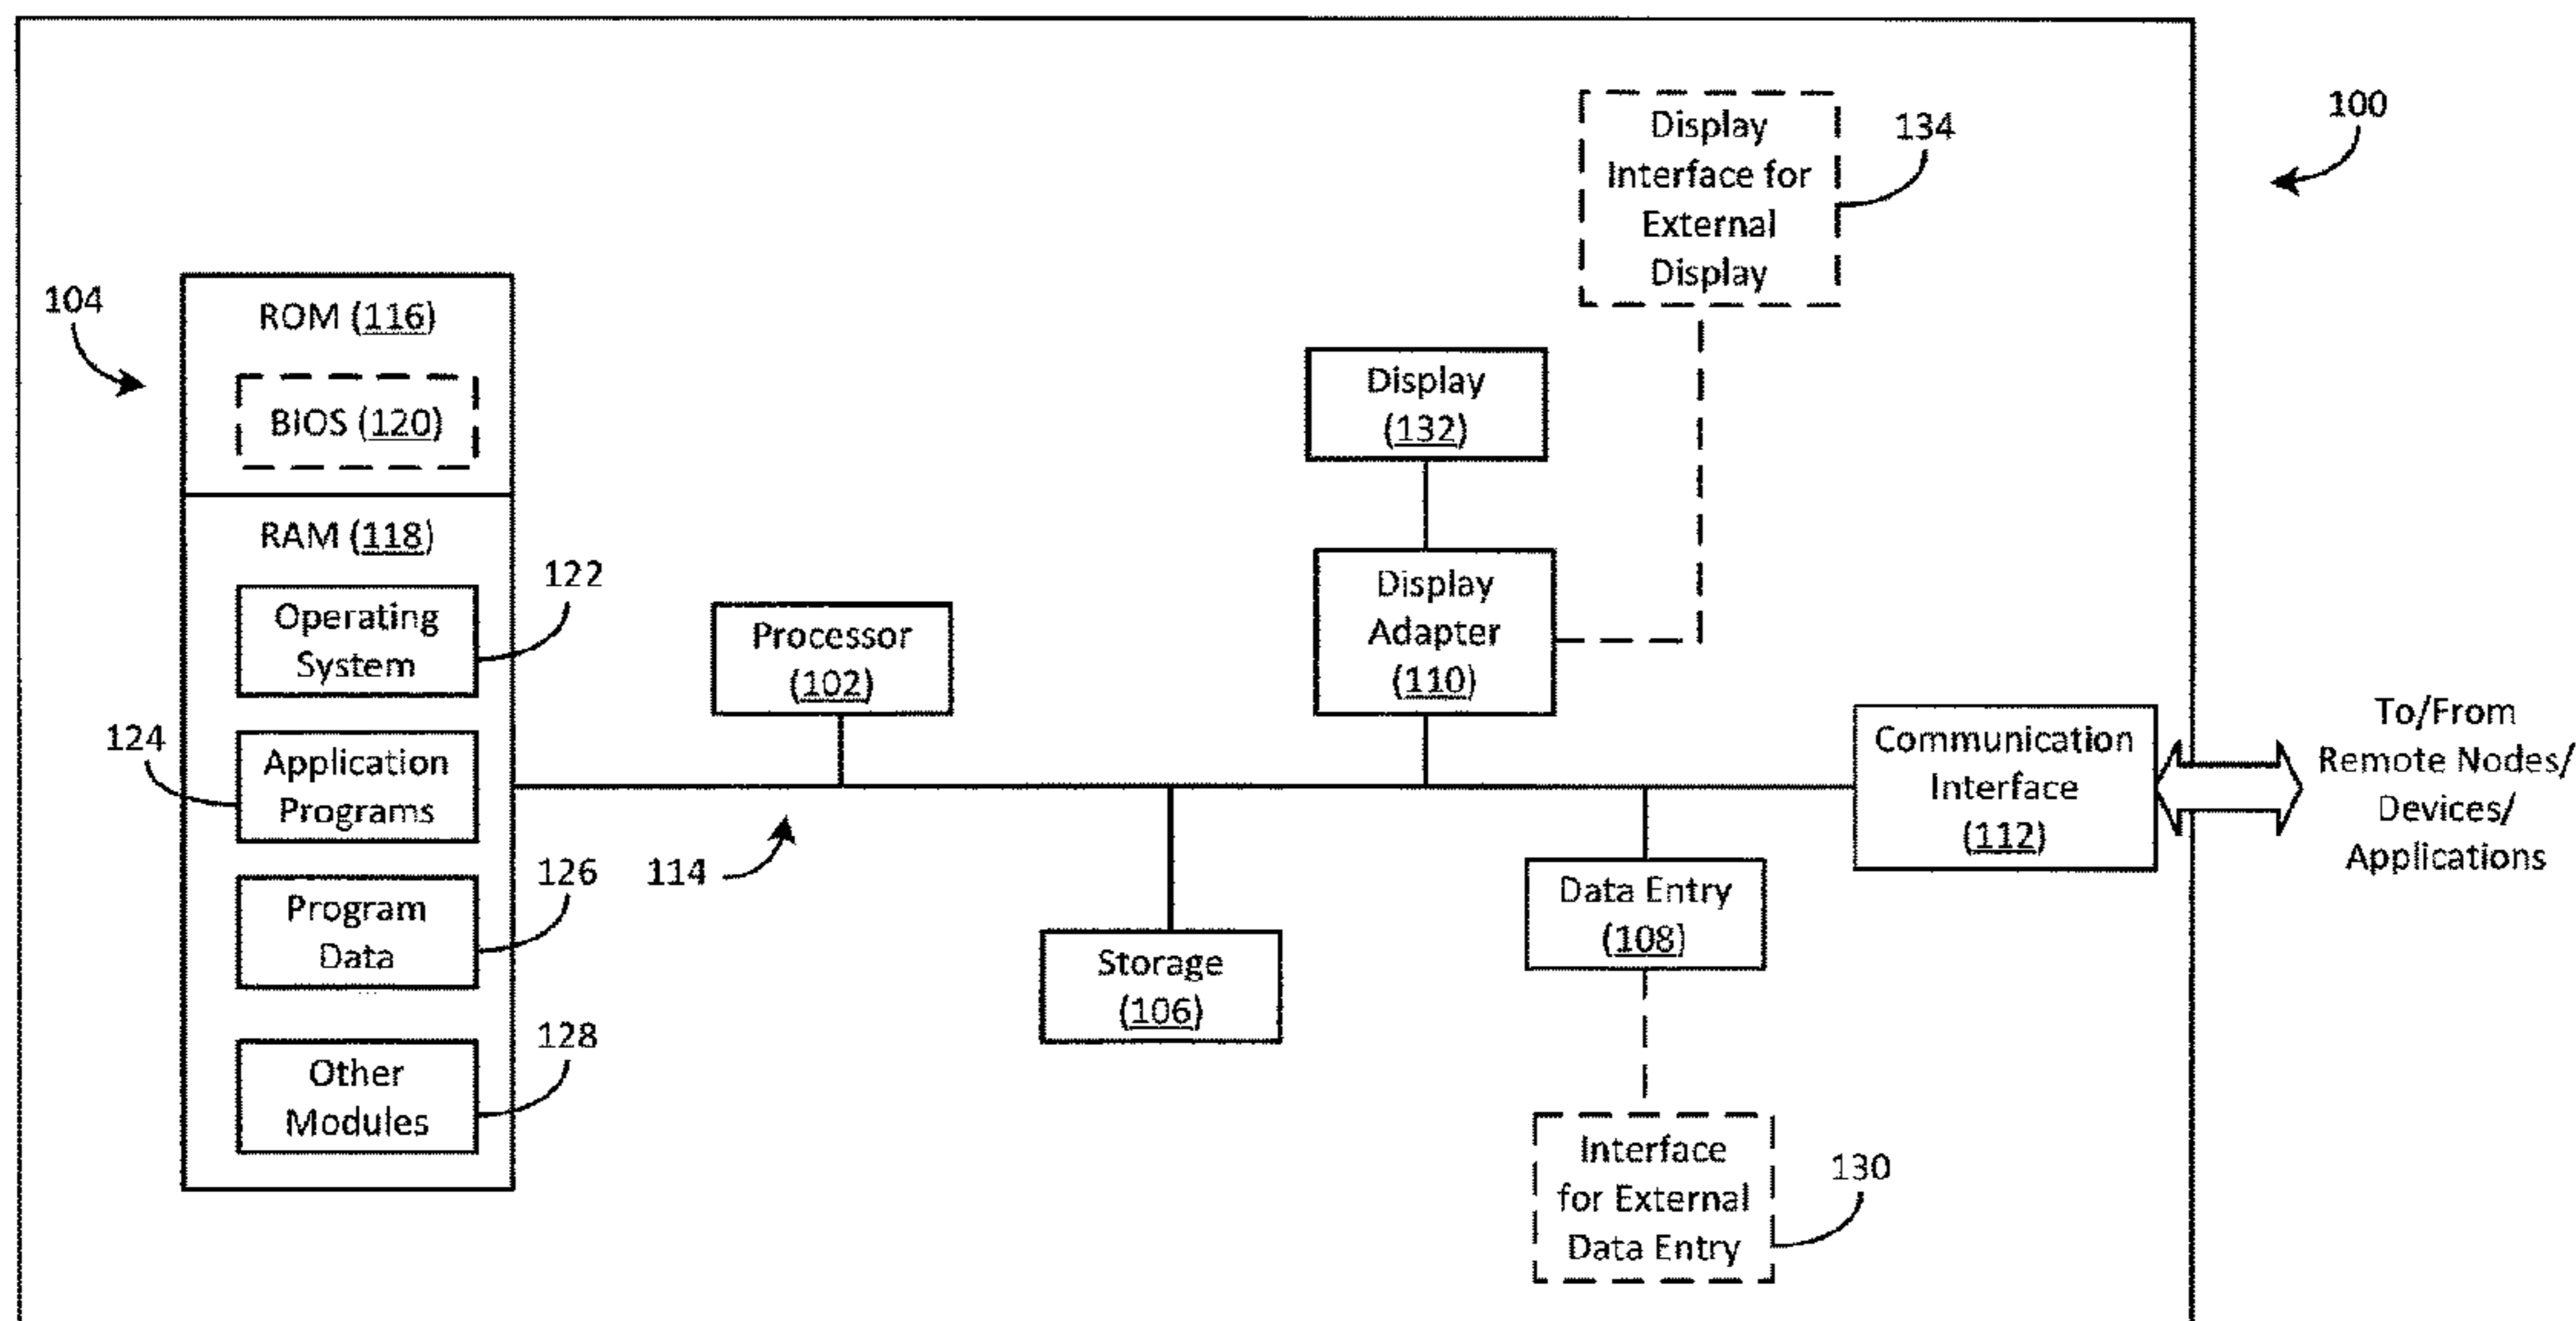 100
Display
Interface for
External
Display
134
104
ROM (116)
BIOS (120)
Display
(132)
RAM (118)
122
Operating
System
Processor
(102)
Display
Adapter
(110)
124
Application
Programs
Communication
Interface
(112)
To/From
Remote Nodes/
Devices/
Applications
114
126
Program
Data
Data Entry
(108)
Storage
(106)
128
Other
Modules
Interface
for External
Data Entry
130